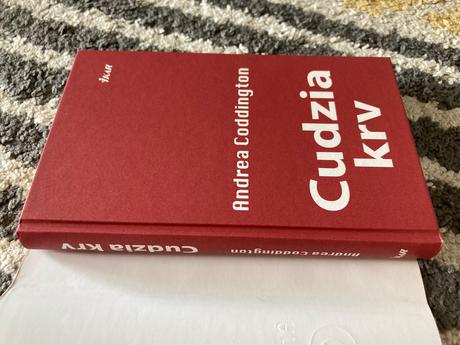 Andrea Coddington
Cudzia
krv
IKAR
Cudzia krv
Andrea Coddington
IKAR